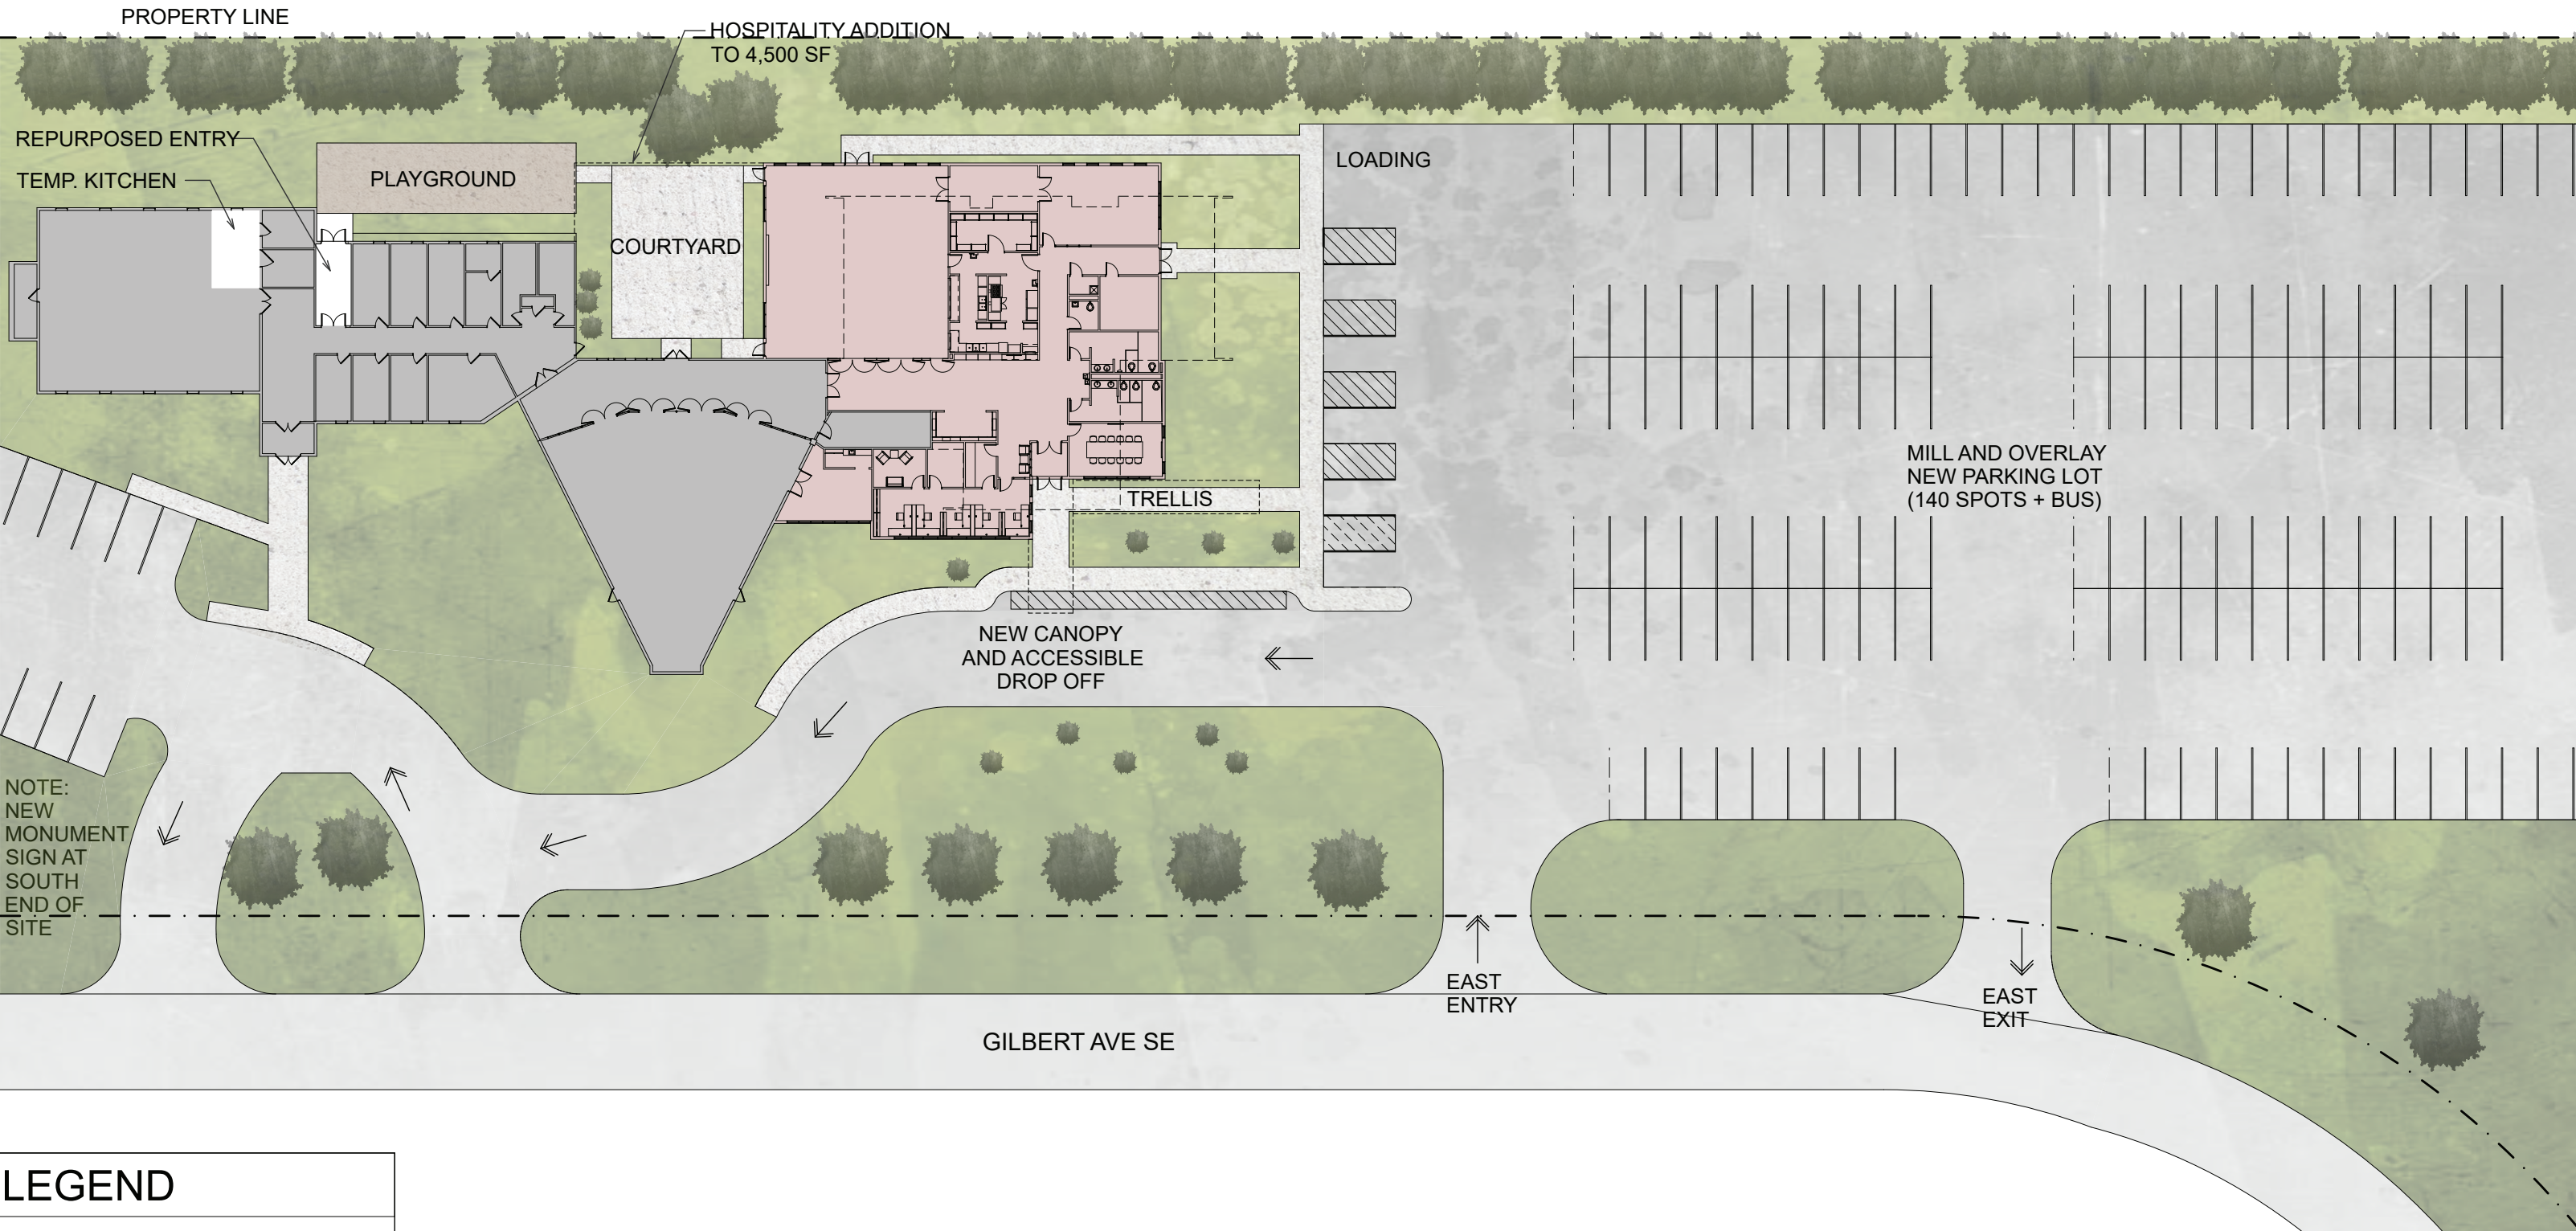 PROPERTY LINE
HOSPITALITY ADDITION
TO 4,500 SF
REPURPOSED ENTRY
TEMP. KITCHEN
PLAYGROUND
LOADING
COURTYARD
MILL AND OVERLAY
NEW PARKING LOT
(140 SPOTS + BUS)
TRELLIS
NEW CANOPY
AND ACCESSIBLE
DROP OFF
NOTE:
NEW
MONUMENT
SIGN AT
SOUTH
END OF
SITE
EAST
ENTRY
EAST
EXIT
GILBERT AVE SE
LEGEND